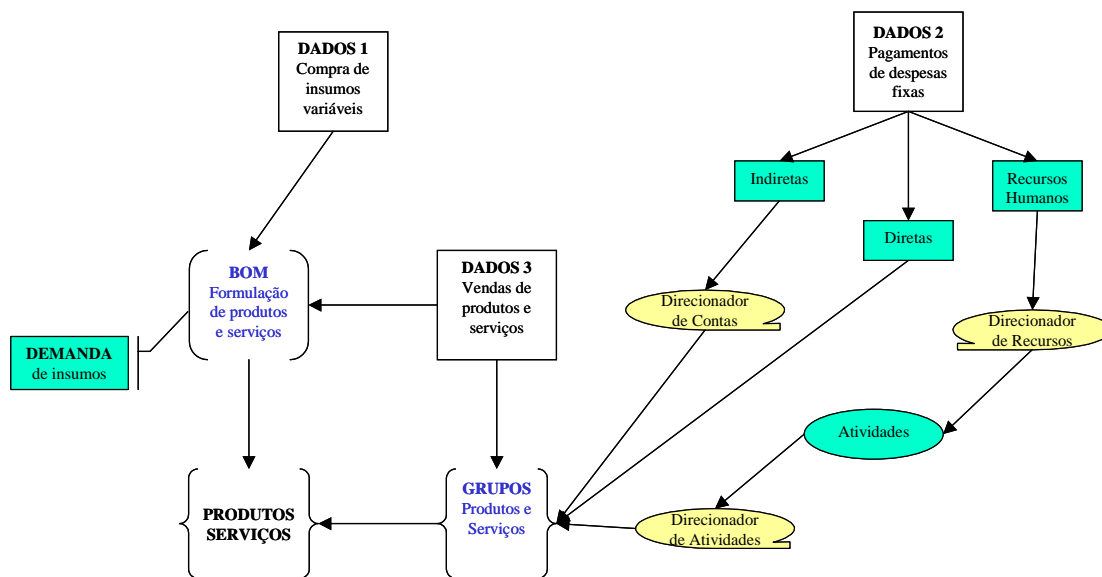 DADOS 1
Compra de
insumos
variáveis
DADOS 2
Pagamentos
de despesas
fixas
Indiretas
Recursos
Humanos
Diretas
BOM
Formulação
de produtos
e serviços
DADOS 3
Vendas de
produtos e
serviços
Direcionador
de Contas
Direcionador
de Recursos
DEMANDA
de insumos
Atividades
PRODUTOS
SERVIÇOS
GRUPOS
Produtos e
Serviços
Direcionador
de Atividades